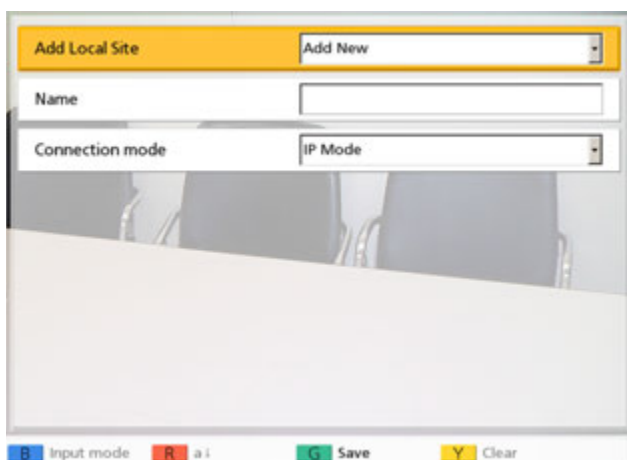 Add Local Site Add New
Name
Connection mode IP Mode
B Input mode R a↓ G Save Y Clear